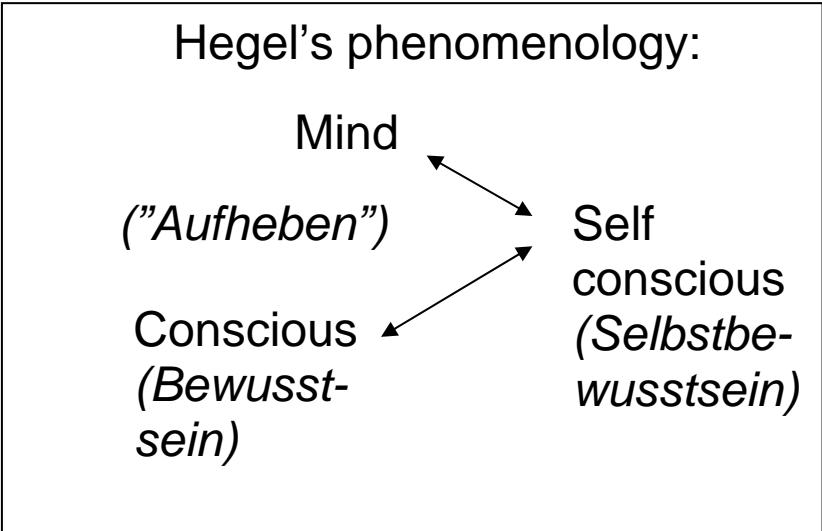 Hegel's phenomenology:
Mind
("Aufheben")
Self
conscious
(Selbstbe-
wusstsein)
Conscious
(Bewusst-
sein)